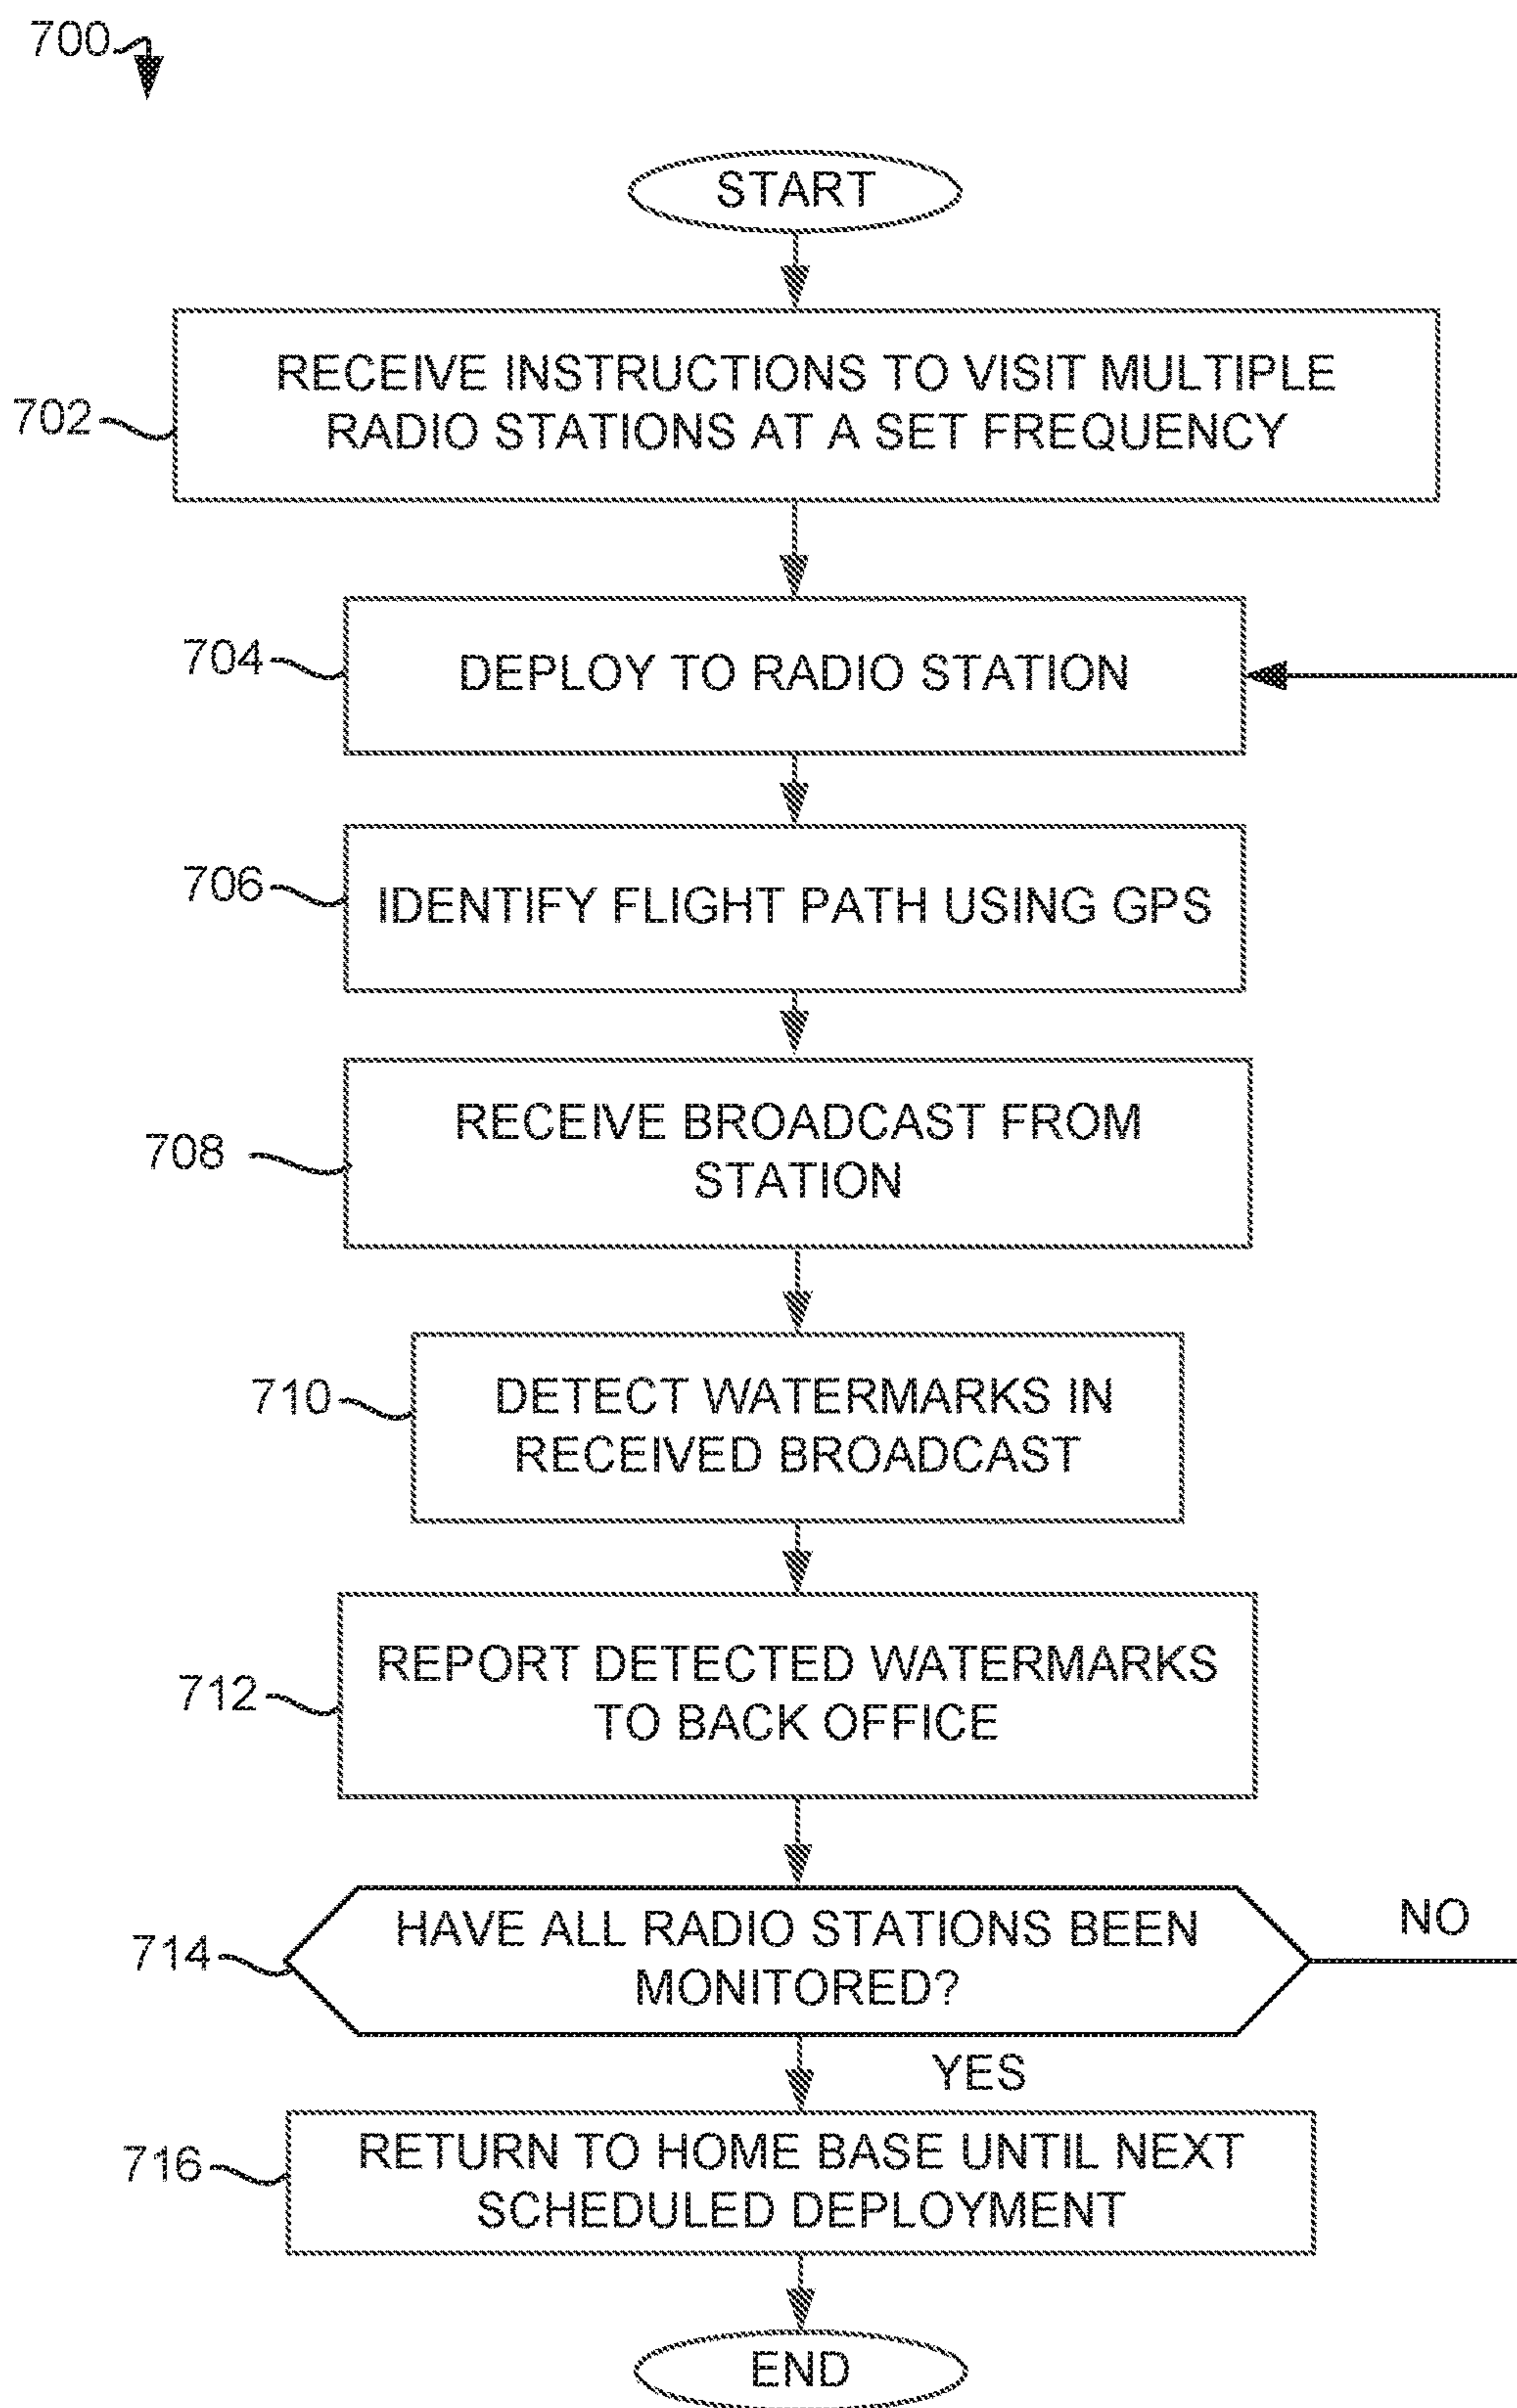 700
START
702
RECEIVE INSTRUCTIONS TO VISIT MULTIPLE
RADIO STATIONS AT A SET FREQUENCY
704
DEPLOY TO RADIO STATION
706
IDENTIFY FLIGHT PATH USING GPS
708
RECEIVE BROADCAST FROM
STATION
710
DETECT WATERMARKS IN
RECEIVED BROADCAST
712
REPORT DETECTED WATERMARKS
TO BACK OFFICE
714
HAVE ALL RADIO STATIONS BEEN
MONITORED?
NO
YES
716
RETURN TO HOME BASE UNTIL NEXT
SCHEDULED DEPLOYMENT
END